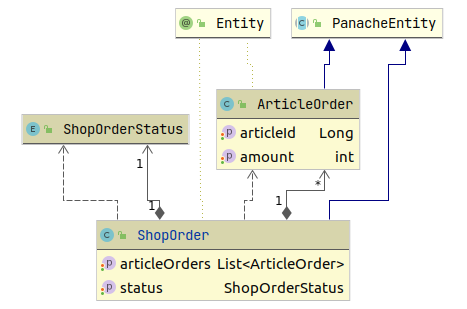 @ Entity
C PanacheEntity
C ArticleOrder
p articleId Long
p amount int
E ShopOrderStatus
1
1
1
*
C ShopOrder
p articleOrders List<ArticleOrder>
p status ShopOrderStatus